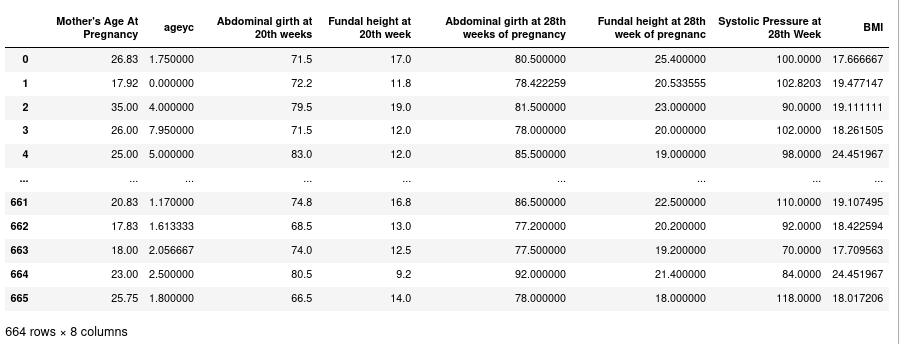 Mother's Age At Pregnancy ageyc Abdominal girth at 20th weeks Fundal height at 20th week Abdominal girth at 28th weeks of pregnancy Fundal height at 28th week of pregnanc Systolic Pressure at 28th Week BMI
0 26.83 1.750000 71.5 17.0 80.500000 25.400000 100.0000 17.666667
1 17.92 0.000000 72.2 11.8 78.422259 20.533555 102.8203 19.477147
2 35.00 4.000000 79.5 19.0 81.500000 23.000000 90.0000 19.111111
3 26.00 7.950000 71.5 12.0 78.000000 20.000000 102.0000 18.261505
4 25.00 5.000000 83.0 12.0 85.500000 19.000000 98.0000 24.451967
... ... ... ... ... ... ... ... ...
661 20.83 1.170000 74.8 16.8 86.500000 22.500000 110.0000 19.107495
662 17.83 1.613333 68.5 13.0 77.200000 20.200000 92.0000 18.422594
663 18.00 2.056667 74.0 12.5 77.500000 19.200000 70.0000 17.709563
664 23.00 2.500000 80.5 9.2 92.000000 21.400000 84.0000 24.451967
665 25.75 1.800000 66.5 14.0 78.000000 18.000000 118.0000 18.017206
664 rows × 8 columns